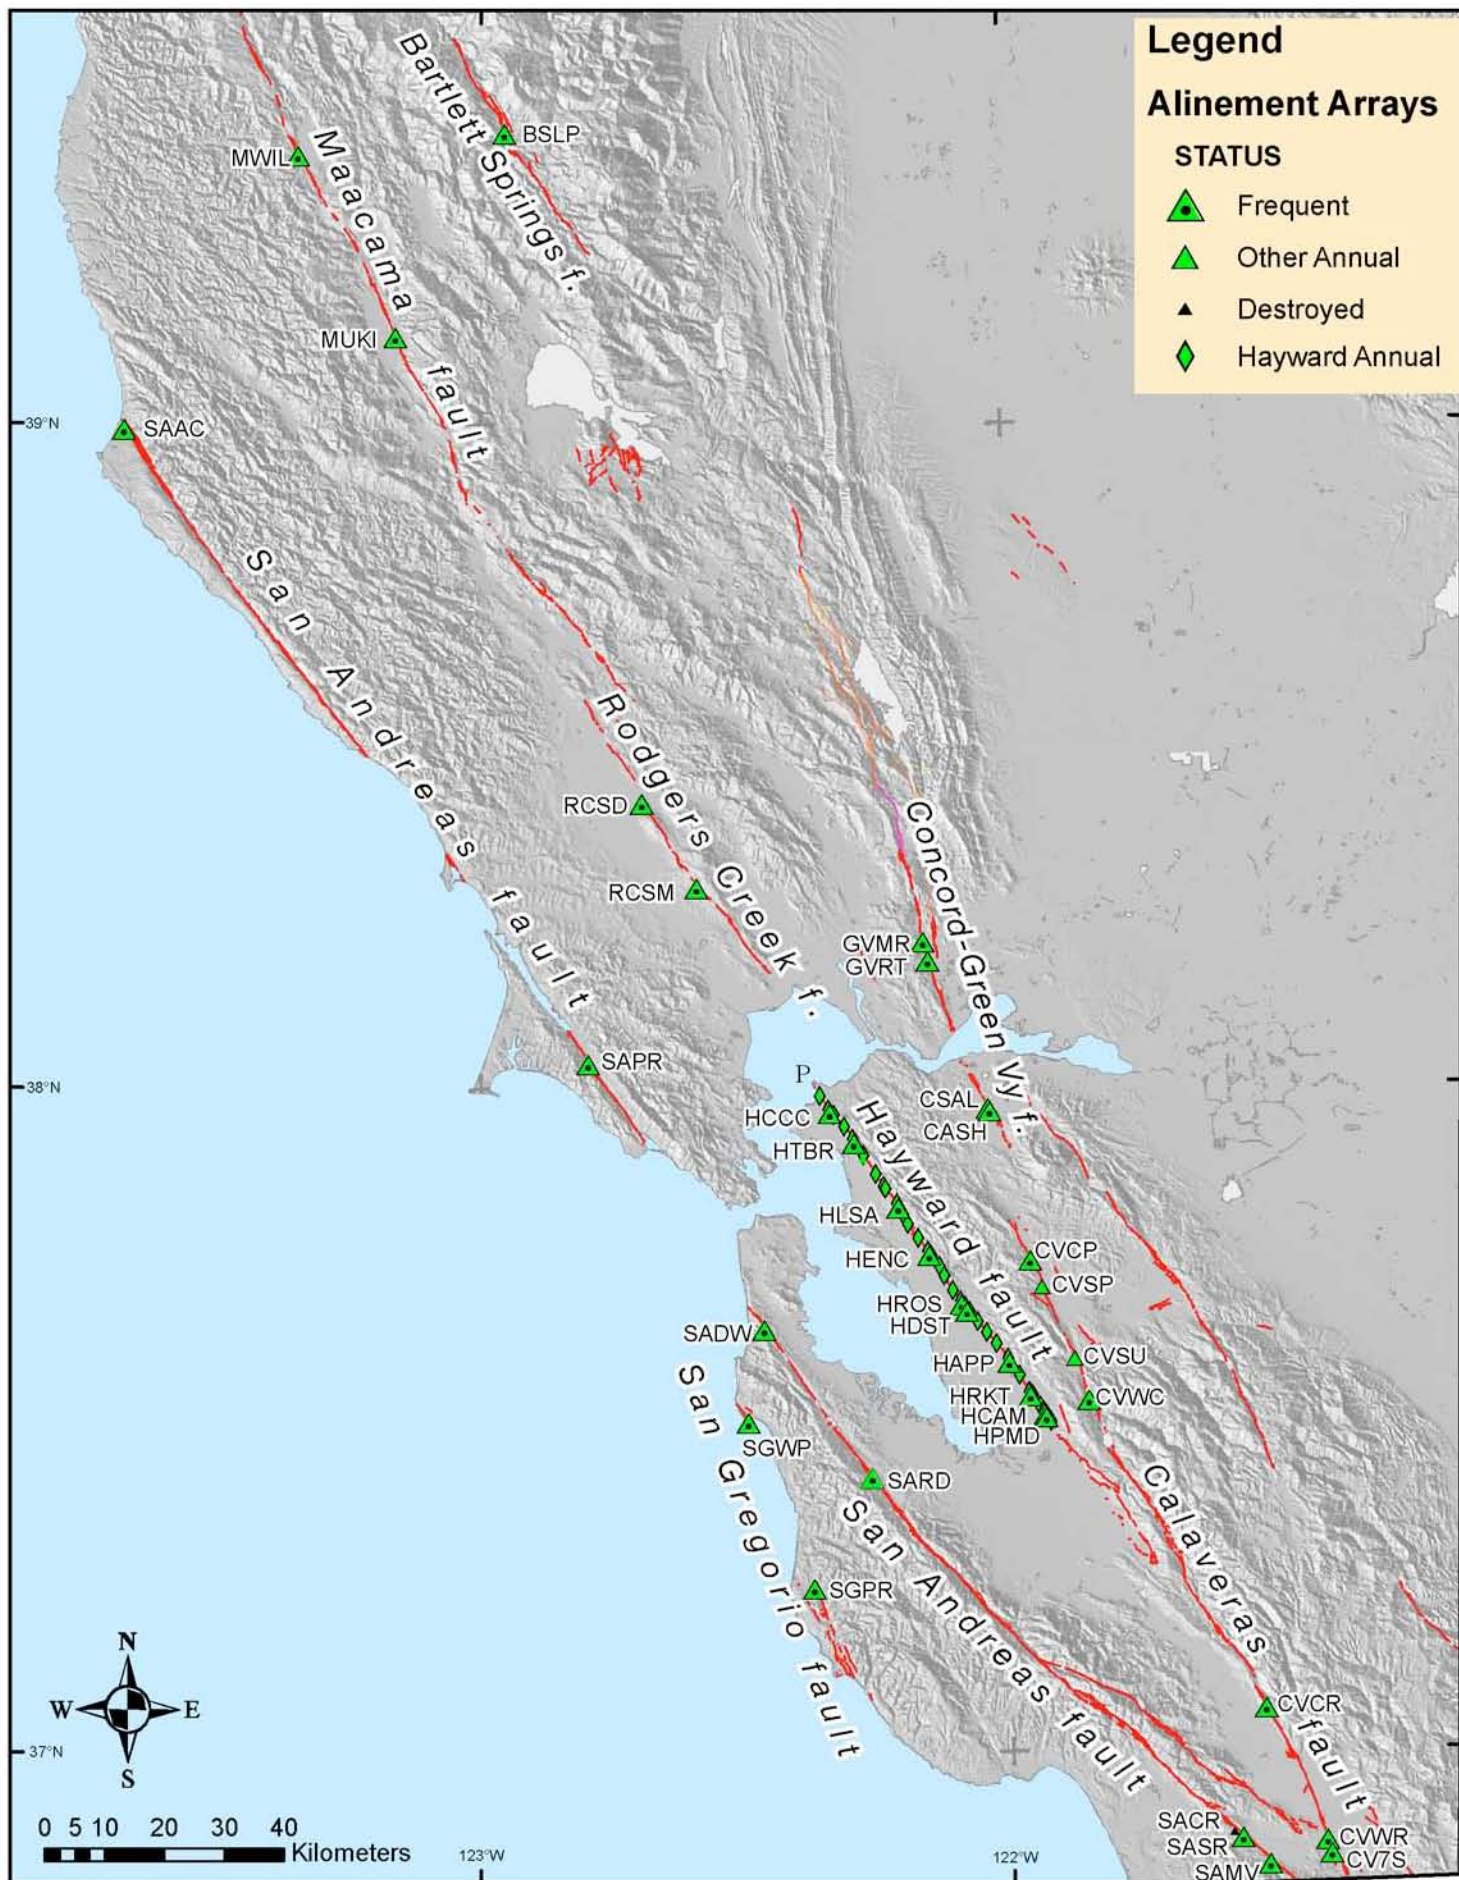 Legend
Alinement Arrays
STATUS
Frequent
Other Annual
Destroyed
Hayward Annual
Bartlett Springs f.
BSLP
MWIL
Maacama fault
MUKI
39°N
SAAC
San Andreas fault
Rodgers Creek f.
RCSD
RCSM
Concord-Green Vy f.
GVMR
GVRT
38°N
SAPR
P
HCCC
HTBR
Hayward fault
CSAL
CASH
HLSA
HENC
CVCP
CVSP
HROS
HDST
SADW
HAPP
CVSU
HRKT
CVWC
HCAM
HPMD
SGWP
San Gregorio fault
SARD
San Andreas fault
Calaveras fault
SGPR
CVCR
N
W E
S
37°N
SACR
SASR
SAMV
CVWR
CV7S
0 5 10 20 30 40
Kilometers
123°W
122°W